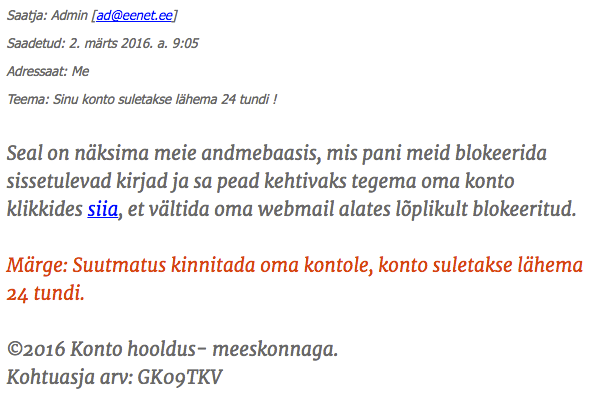 Saatja: Admin [ad@eenet.ee]
Saadetud: 2. märts 2016. a. 9:05
Adressaat: Me
Teema: Sinu konto suletakse lähema 24 tundi !
Seal on näksima meie andmebaasis, mis pani meid blokeerida
sissetulevad kirjad ja sa pead kehtivaks tegema oma konto
klikkides siia, et vältida oma webmail alates lõplikult blokeeritud.
Märge: Suutmatus kinnitada oma kontole, konto suletakse lähema
24 tundi.
©2016 Konto hooldus- meeskonnaga.
Kohtuasja arv: GK09TKV